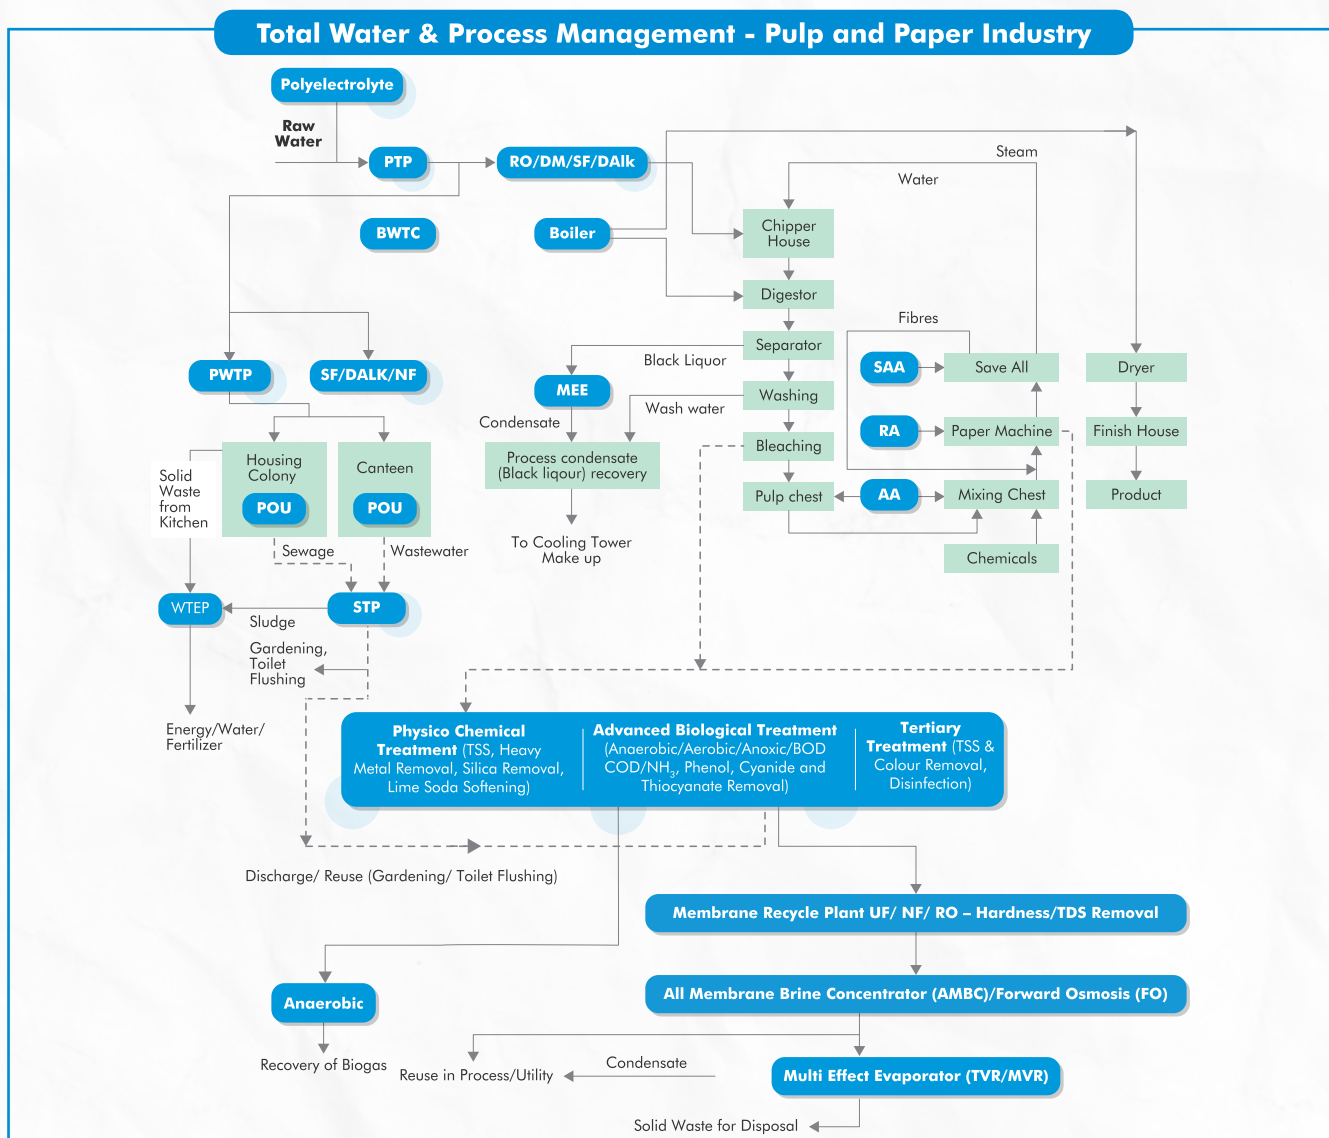 Total Water & Process Management - Pulp and Paper Industry
Polyelectrolyte
Raw
Water
PTP
RO/DM/SF/DAlk
Steam
Water
BWTC
Boiler
Chipper
House
Digestor
Fibres
Separator
Black Liquor
SAA
Save All
Dryer
PWTP
SF/DALK/NF
MEE
Washing
Wash water
Condensate
RA
Paper Machine
Finish House
Bleaching
Housing
Colony
Canteen
Process condensate
(Black liqour) recovery
Solid
Waste
from
Kitchen
POU
POU
Pulp chest
AA
Mixing Chest
Product
To Cooling Tower
Make up
Sewage
Wastewater
Chemicals
WTEP
STP
Sludge
Gardening,
Toilet
Flushing
Energy/Water/
Fertilizer
Physico Chemical
Treatment (TSS, Heavy
Metal Removal, Silica Removal,
Lime Soda Softening)
Advanced Biological Treatment
(Anaerobic/Aerobic/Anoxic/BOD
COD/NH3, Phenol, Cyanide and
Thiocyanate Removal)
Tertiary
Treatment (TSS &
Colour Removal,
Disinfection)
Discharge/ Reuse (Gardening/ Toilet Flushing)
Membrane Recycle Plant UF/ NF/ RO – Hardness/TDS Removal
Anaerobic
All Membrane Brine Concentrator (AMBC)/Forward Osmosis (FO)
Recovery of Biogas
Reuse in Process/Utility
Condensate
Multi Effect Evaporator (TVR/MVR)
Solid Waste for Disposal